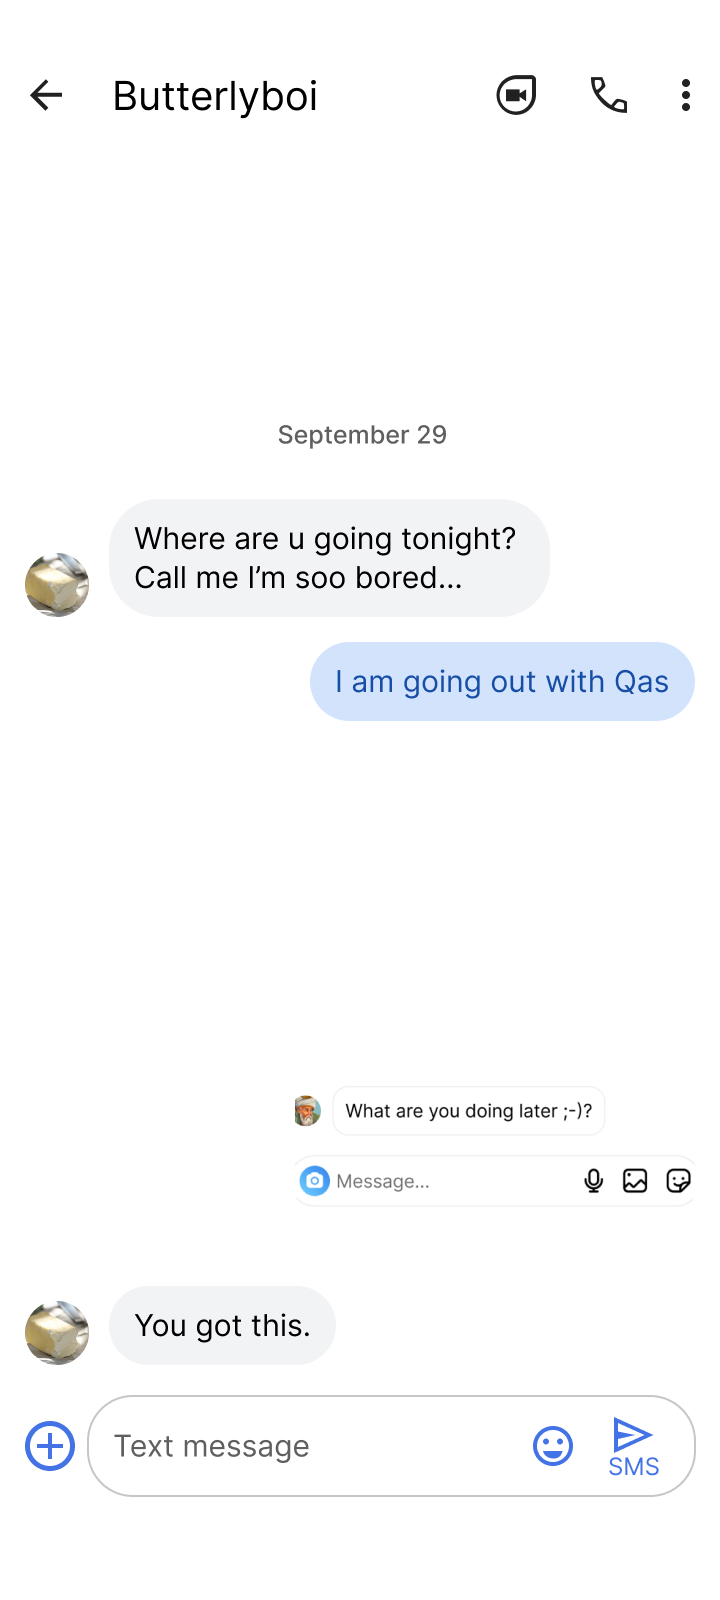 Butterlyboi
September 29
Where are u going tonight?
Call me I’m soo bored...
I am going out with Qas
What are you doing later ;-)?
Message...
You got this.
Text message
SMS